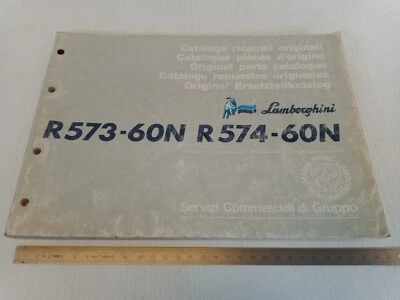 Catalogo ricambi originali
Catalogue pièces d'origine
Original parts catalogue
Catálogo repuestos originales
Original-Ersatzteilkatalog
Lamborghini
R573-60N R574-60N
Servizi Commerciali di Gruppo